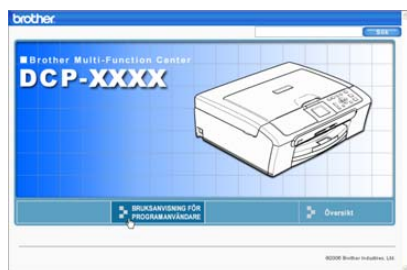 brother
Sök
Brother Multi-Function Center
DCP-XXXX
BRUKSANVISNING FÖR
PROGRAMANVÄNDARE
Översikt
©2006 Brother Industries, Ltd.